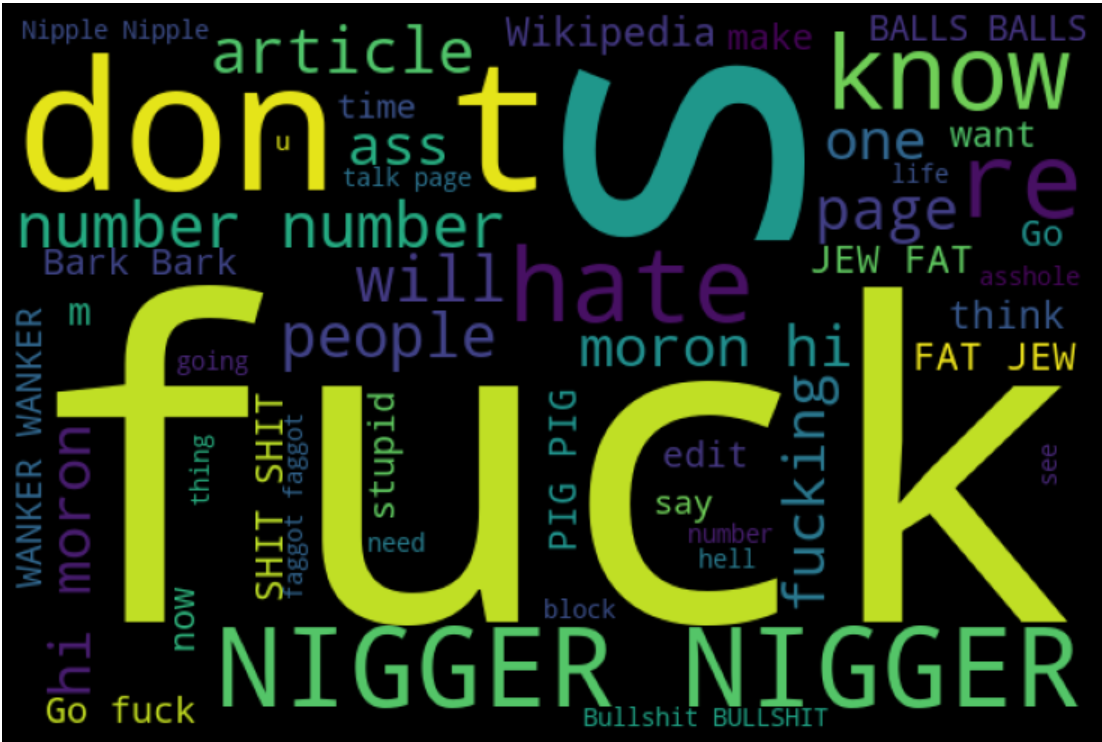 Nipple Nipple
article
Wikipedia
make
BALLS BALLS
don t
s
know
time
u
ass
talk page
one
want
life
re
number number
page
Go
Bark Bark
will
hate
JEW FAT
asshole
m
people
moron hi
think
FAT JEW
going
fuck
WANKER WANKER
moron
thing
SHIT SHIT
faggot faggot
stupid
need
PIG PIG
edit
say
number
hell
fucking
see
now
block
hi
NIGGER NIGGER
Go fuck
Bullshit BULLSHIT